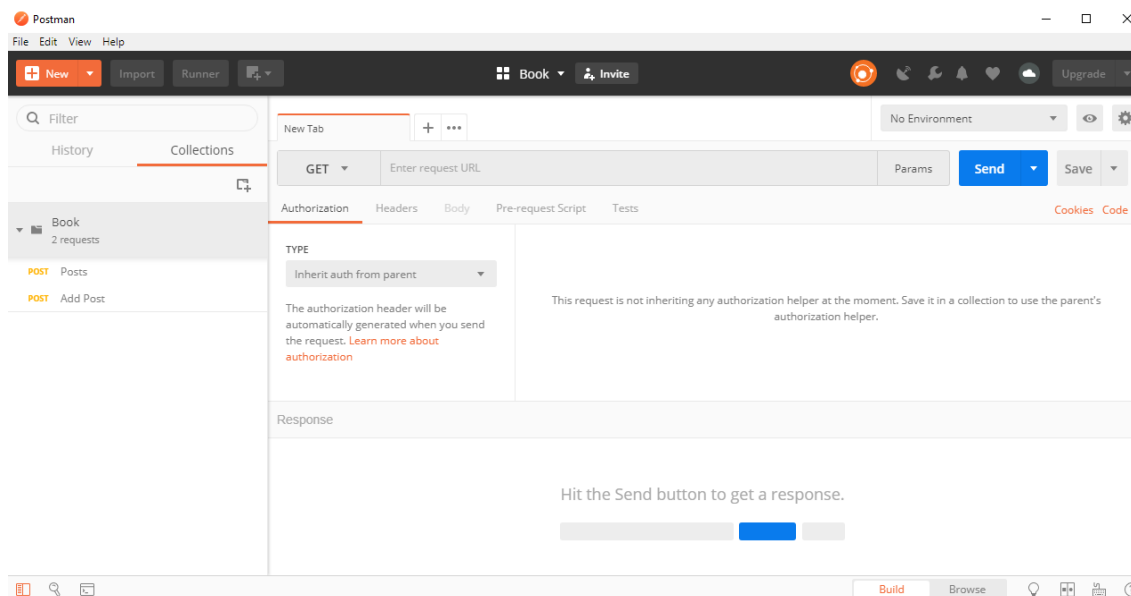 Postman
File Edit View Help
New Import Runner Book Invite Upgrade
Filter
History Collections
Book
2 requests
POST Posts
POST Add Post
New Tab
No Environment
GET Enter request URL Params Send Save
Authorization Headers Body Pre-request Script Tests Cookies Code
TYPE
Inherit auth from parent
The authorization header will be
automatically generated when you send
the request. Learn more about
authorization
This request is not inheriting any authorization helper at the moment. Save it in a collection to use the parent's
authorization helper.
Response
Hit the Send button to get a response.
Build Browse